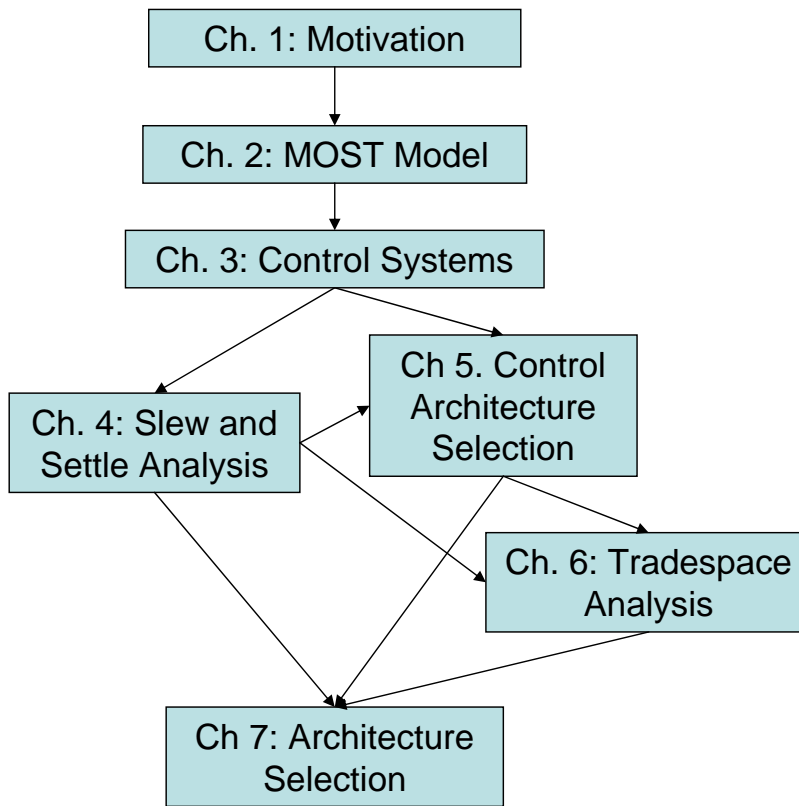 Ch. 1: Motivation
Ch. 2: MOST Model
Ch. 3: Control Systems
Ch 5. Control
Architecture
Selection
Ch. 4: Slew and
Settle Analysis
Ch. 6: Tradespace
Analysis
Ch 7: Architecture
Selection